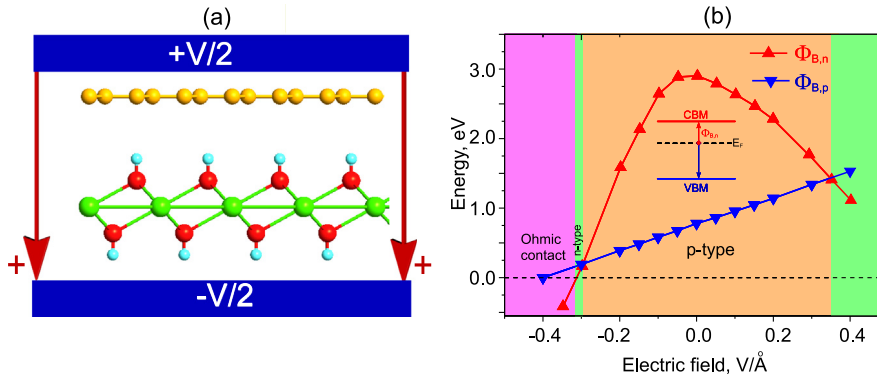 (a)
+V/2
+
+
-V/2
(b)
Φ_B,n
Φ_B,p
3.0
2.0
1.0
0.0
Energy, eV
CBM
Φ_B,n
E_F
VBM
Ohmic
contact
n-type
p-type
-0.4
-0.2
0.0
0.2
0.4
Electric field, V/Å